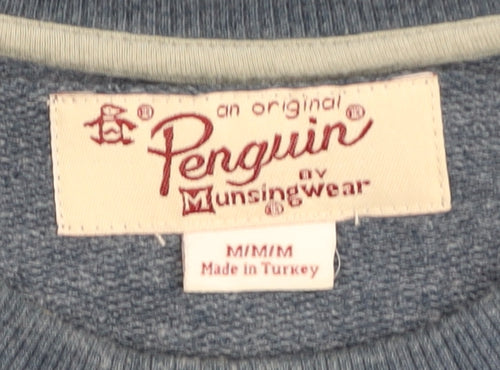 ® an original
Penguin®
BY
Munsingwear®
M/M/M
Made in Turkey